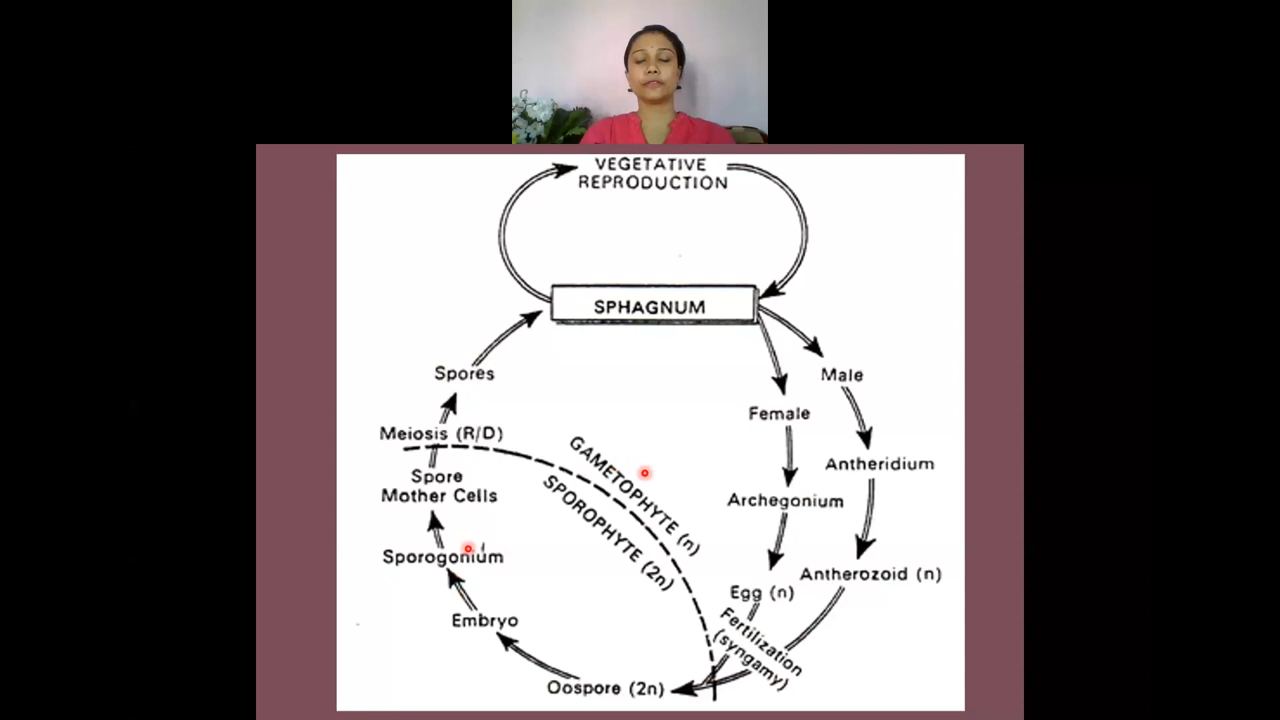 VEGETATIVE
REPRODUCTION
SPHAGNUM
Spores
Male
Female
Meiosis (R/D)
GAMETOPHYTE (n)
Antheridium
Spore
Mother Cells
SPOROPHYTE (2n)
Archegonium
Sporogonium
Antherozoid (n)
Egg (n)
Embryo
Fertilization
(syngamy)
Oospore (2n)